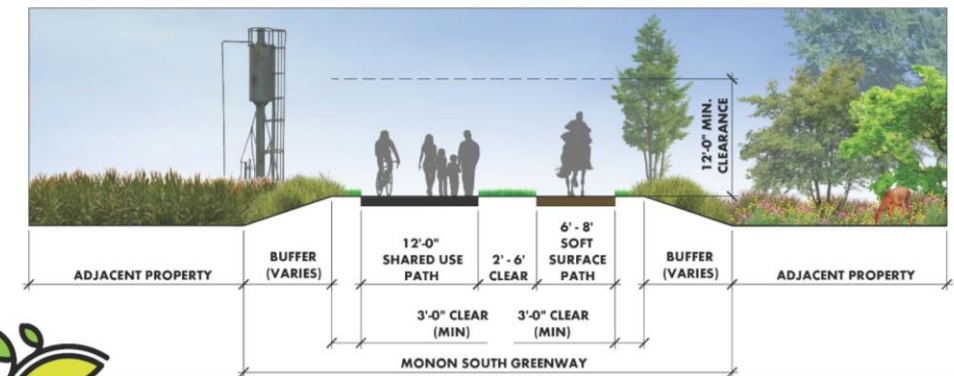 12'-0" MIN.
CLEARANCE
ADJACENT PROPERTY
BUFFER
(VARIES)
12'-0"
SHARED USE
PATH
2' - 6'
CLEAR
6' - 8'
SOFT
SURFACE
PATH
BUFFER
(VARIES)
ADJACENT PROPERTY
3'-0" CLEAR
(MIN)
3'-0" CLEAR
(MIN)
MONON SOUTH GREENWAY